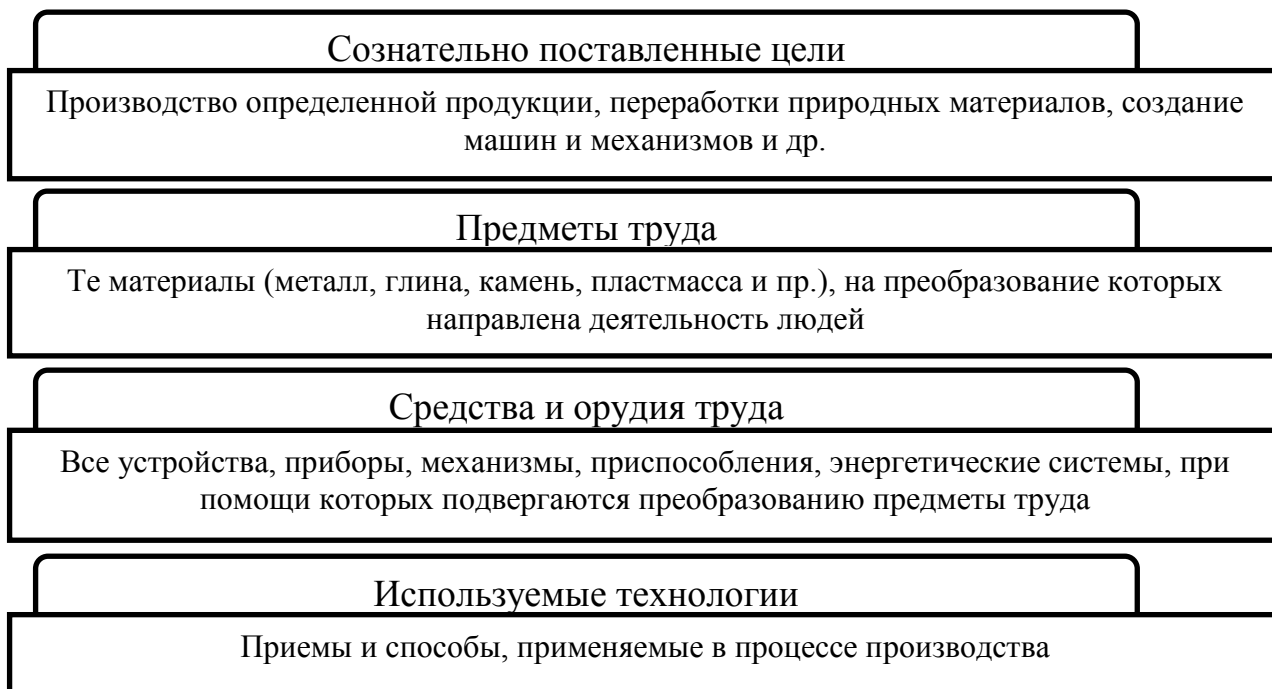 Сознательно поставленные цели
Производство определенной продукции, переработки природных материалов, создание
машин и механизмов и др.
Предметы труда
Те материалы (металл, глина, камень, пластмасса и пр.), на преобразование которых
направлена деятельность людей
Средства и орудия труда
Все устройства, приборы, механизмы, приспособления, энергетические системы, при
помощи которых подвергаются преобразованию предметы труда
Используемые технологии
Приемы и способы, применяемые в процессе производства